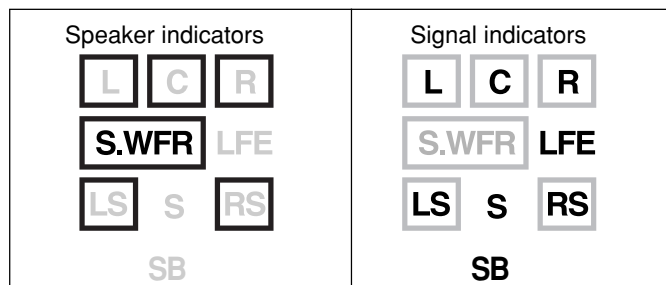 Speaker indicators
L C R
S.WFR LFE
LS S RS
SB
Signal indicators
L C R
S.WFR LFE
LS S RS
SB